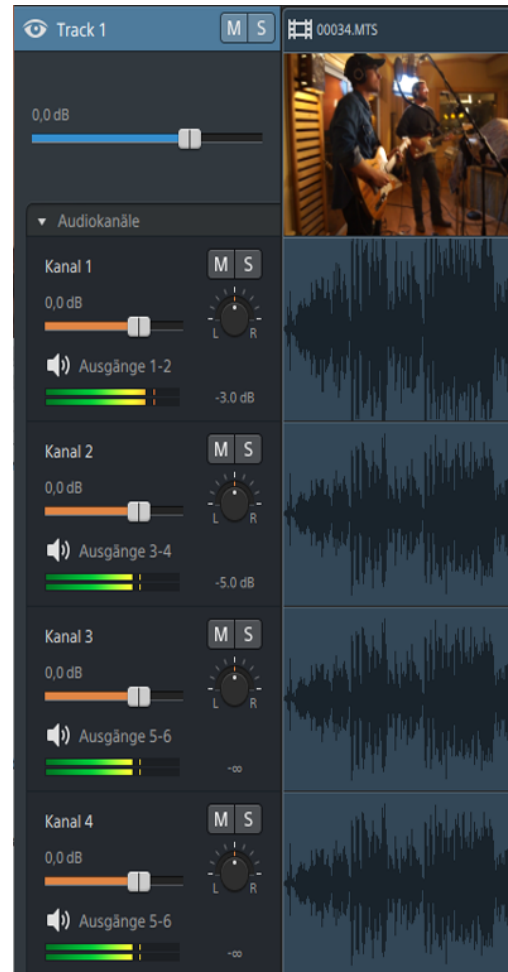 Track 1 M S 00034.MTS
0,0 dB
Audiokanäle
Kanal 1 M S
0,0 dB
L R
Ausgänge 1-2
-3.0 dB
Kanal 2 M S
0,0 dB
L R
Ausgänge 3-4
-5.0 dB
Kanal 3 M S
0,0 dB
L R
Ausgänge 5-6
-∞
Kanal 4 M S
0,0 dB
L R
Ausgänge 5-6
-∞